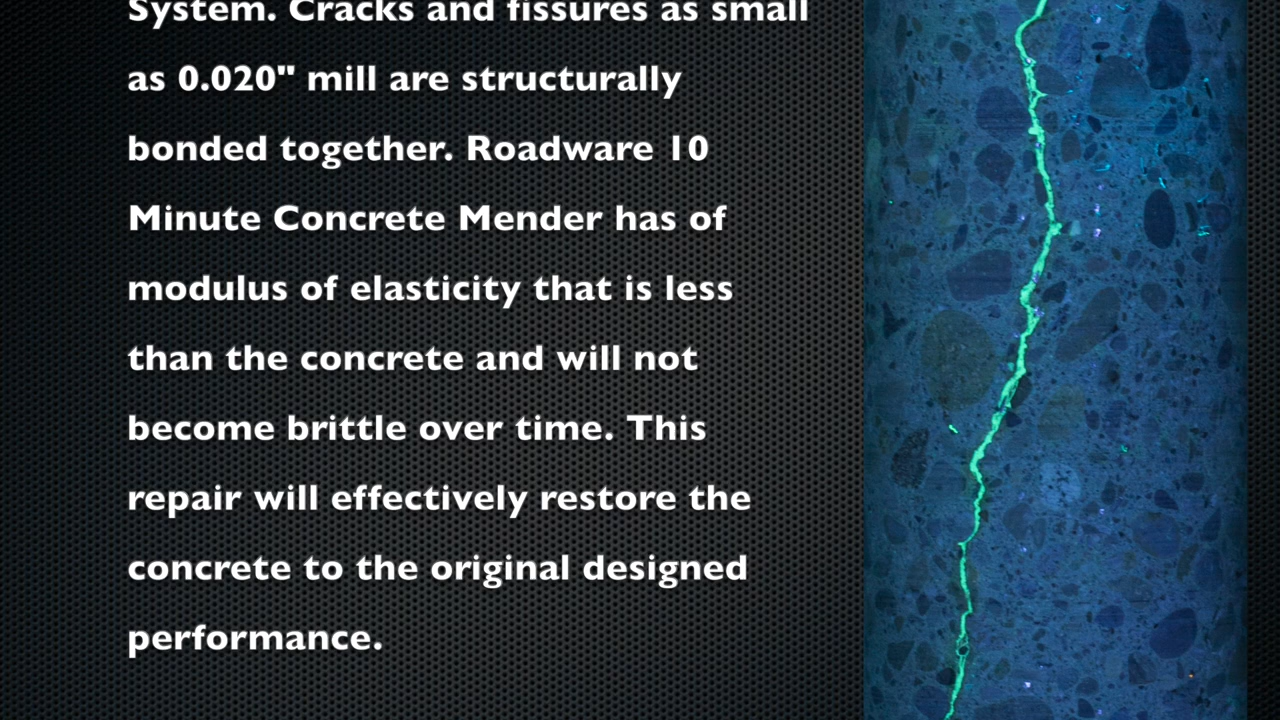 System. Cracks and fissures as small
as 0.020" mill are structurally
bonded together. Roadware 10
Minute Concrete Mender has of
modulus of elasticity that is less
than the concrete and will not
become brittle over time. This
repair will effectively restore the
concrete to the original designed
performance.